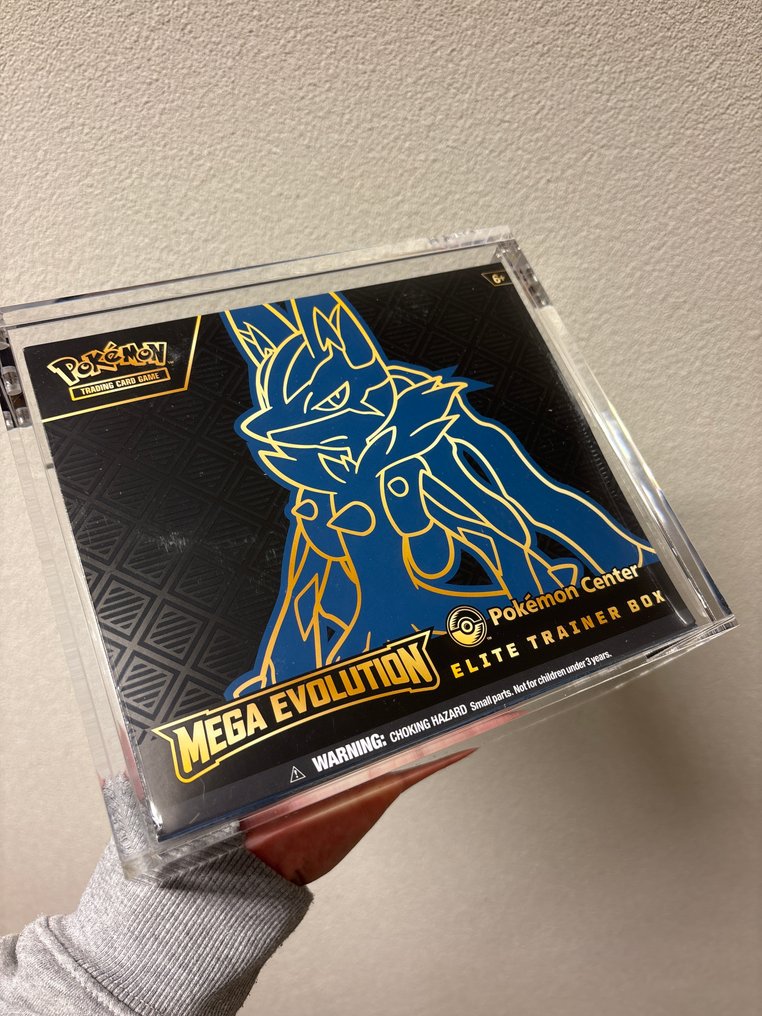 6+
POKéMON
TRADING CARD GAME
Pokémon Center
ELITE TRAINER BOX
MEGA EVOLUTION
WARNING: CHOKING HAZARD Small parts. Not for children under 3 years.